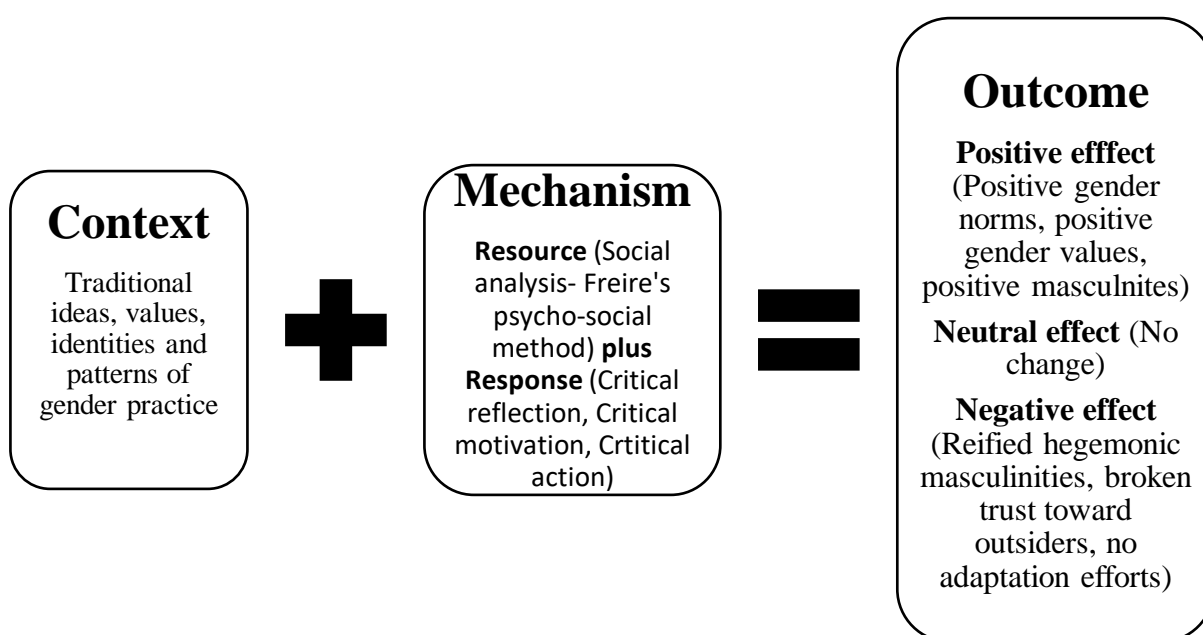 Context
Traditional
ideas, values,
identities and
patterns of
gender practice
Mechanism
Resource (Social
analysis- Freire's
psycho-social
method) plus
Response (Critical
reflection, Critical
motivation, Crtitical
action)
Outcome
Positive efffect
(Positive gender
norms, positive
gender values,
positive masculnites)
Neutral effect (No
change)
Negative effect
(Reified hegemonic
masculinities, broken
trust toward
outsiders, no
adaptation efforts)